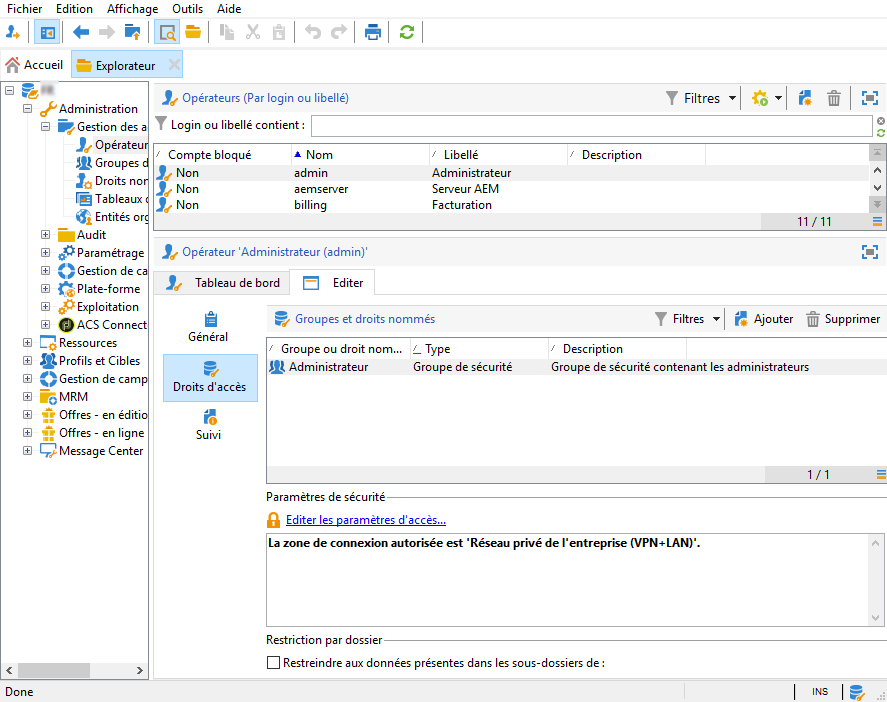 Fichier Edition Affichage Outils Aide
Accueil Explorateur
Administration
Gestion des a
Opérateur
Groupes d
Droits non
Tableaux d
Entités org
Audit
Paramétrage
Gestion de ca
Plate-forme
Exploitation
ACS Connect
Ressources
Profils et Cibles
Gestion de camp
MRM
Offres - en éditio
Offres - en ligne
Message Center
Opérateurs (Par login ou libellé) Filtres
Login ou libellé contient :
Compte bloqué Nom Libellé Description
Non admin Administrateur
Non aemserver Serveur AEM
Non billing Facturation
11 / 11
Opérateur 'Administrateur (admin)'
Tableau de bord Editer
Général
Droits d'accès
Suivi
Groupes et droits nommés Filtres Ajouter Supprimer
Groupe ou droit nom... Type Description
Administrateur Groupe de sécurité Groupe de sécurité contenant les administrateurs
1 / 1
Paramètres de sécurité
Editer les paramètres d'accès...
La zone de connexion autorisée est 'Réseau privé de l'entreprise (VPN+LAN)'.
Restriction par dossier
Restreindre aux données présentes dans les sous-dossiers de :
Done INS